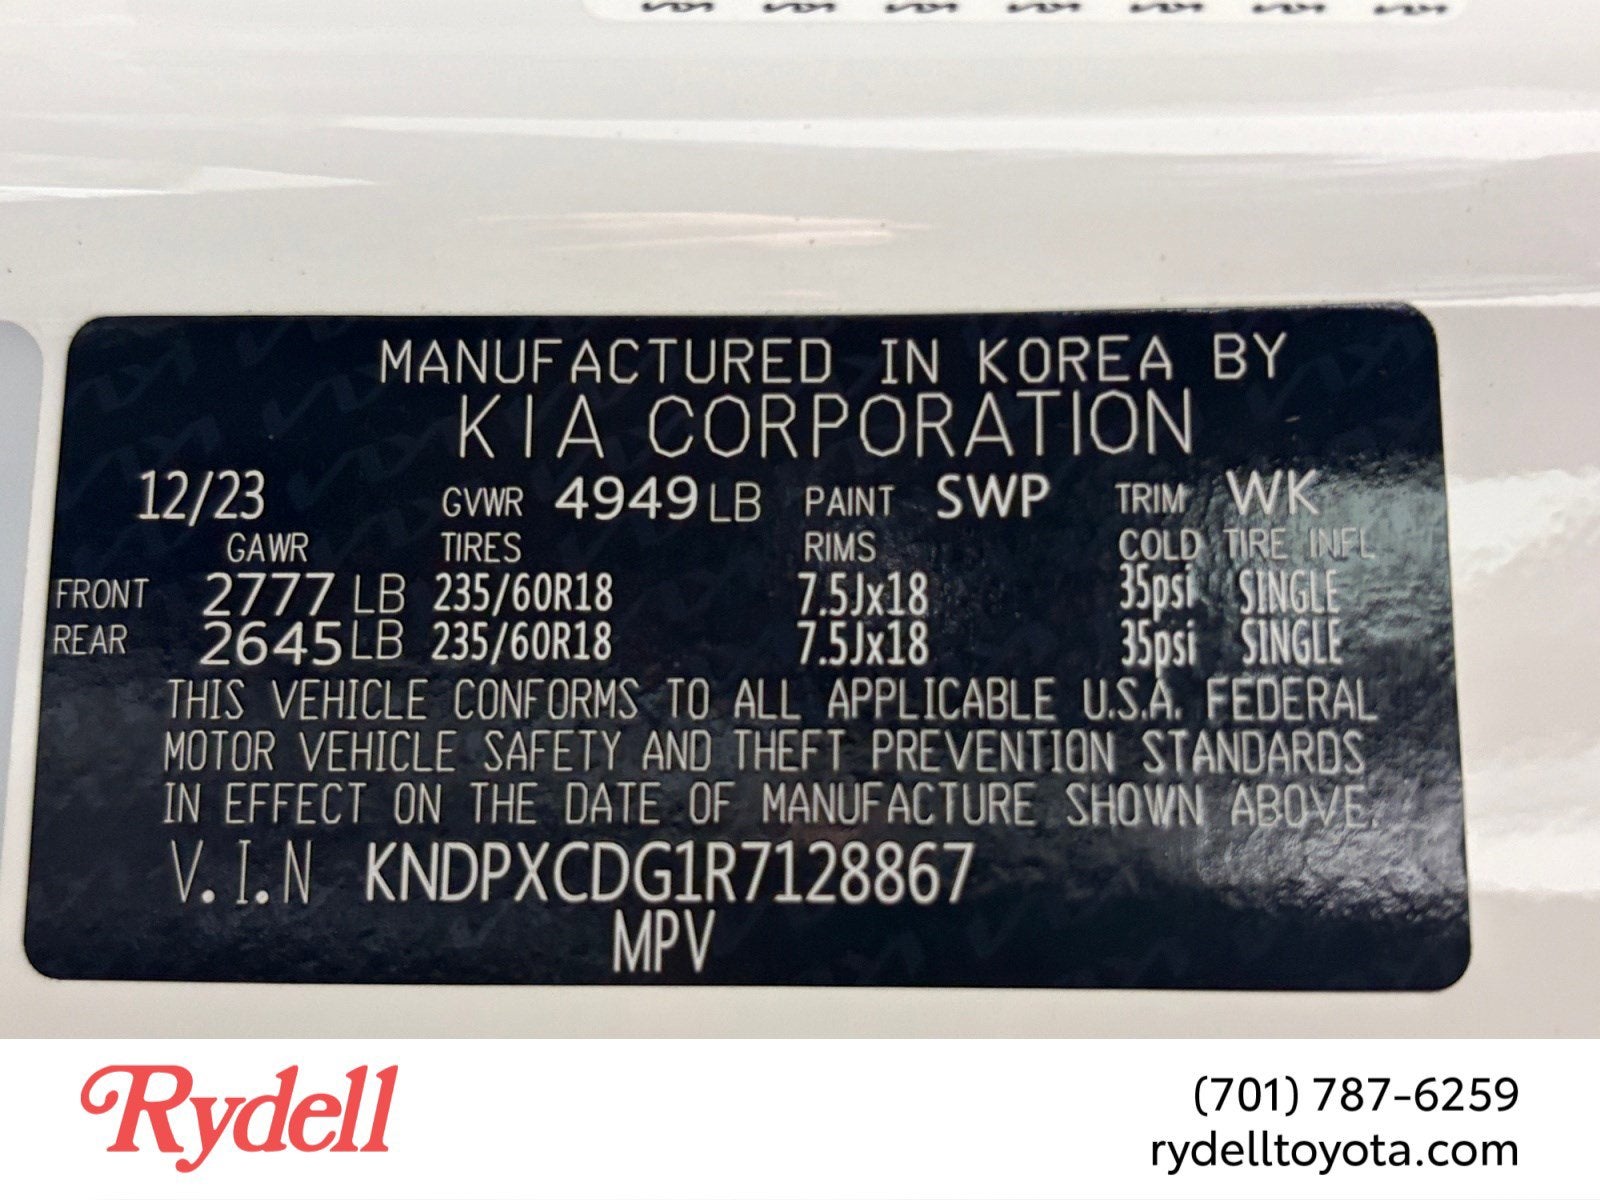 MANUFACTURED IN KOREA BY
KIA CORPORATION
12/23 GVWR 4949 LB PAINT SWP TRIM WK
GAWR TIRES RIMS COLD TIRE INFL
FRONT 2777 LB 235/60R18 7.5Jx18 35psi SINGLE
REAR 2645 LB 235/60R18 7.5Jx18 35psi SINGLE
THIS VEHICLE CONFORMS TO ALL APPLICABLE U.S.A. FEDERAL
MOTOR VEHICLE SAFETY AND THEFT PREVENTION STANDARDS
IN EFFECT ON THE DATE OF MANUFACTURE SHOWN ABOVE.
V.I.N KNDPXCDG1R7128867
MPV
Rydell
(701) 787-6259
rydelltoyota.com